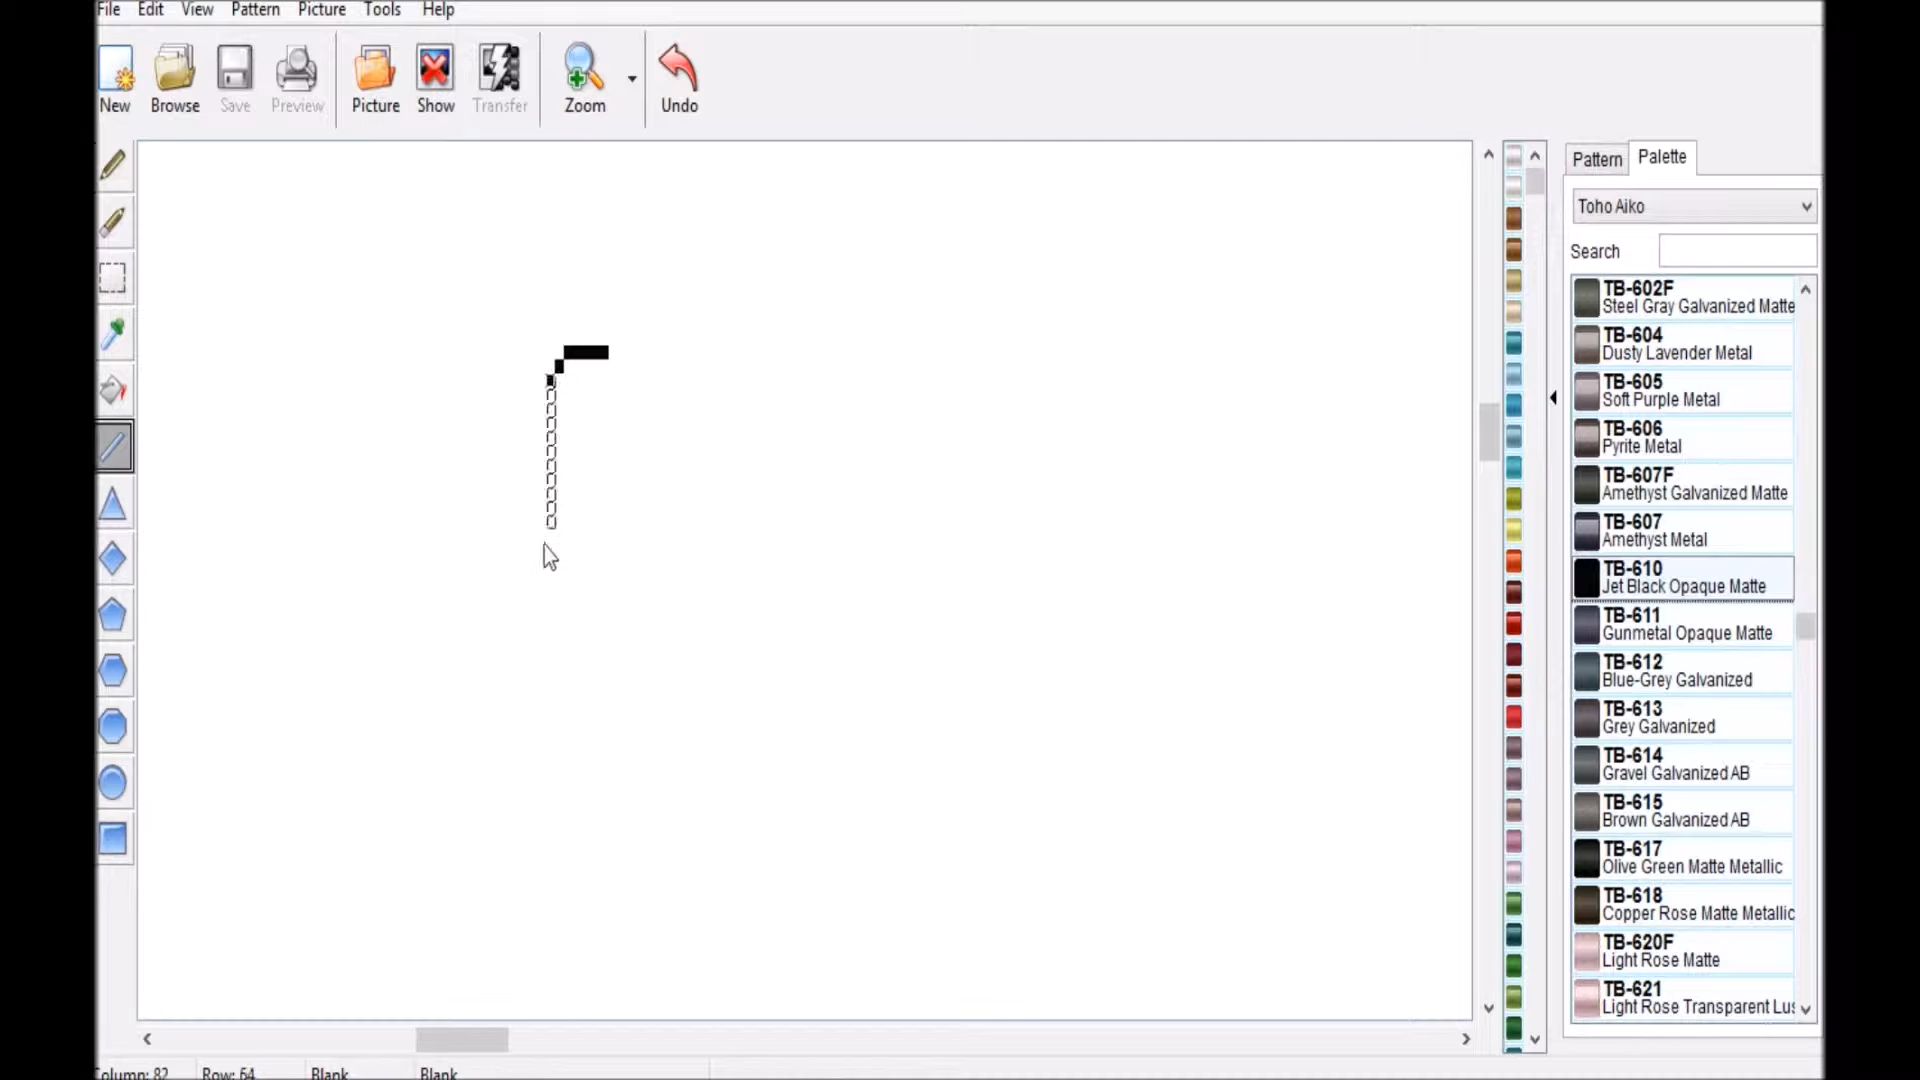 File Edit View Pattern Picture Tools Help
New Browse Save Preview Picture Show Transfer Zoom Undo
Pattern Palette
Toho Aiko
Search
TB-602F
Steel Gray Galvanized Matte
TB-604
Dusty Lavender Metal
TB-605
Soft Purple Metal
TB-606
Pyrite Metal
TB-607F
Amethyst Galvanized Matte
TB-607
Amethyst Metal
TB-610
Jet Black Opaque Matte
TB-611
Gunmetal Opaque Matte
TB-612
Blue-Grey Galvanized
TB-613
Grey Galvanized
TB-614
Gravel Galvanized AB
TB-615
Brown Galvanized AB
TB-617
Olive Green Matte Metallic
TB-618
Copper Rose Matte Metallic
TB-620F
Light Rose Matte
TB-621
Light Rose Transparent Lus
Column: 82 Row: 64 Blank Blank